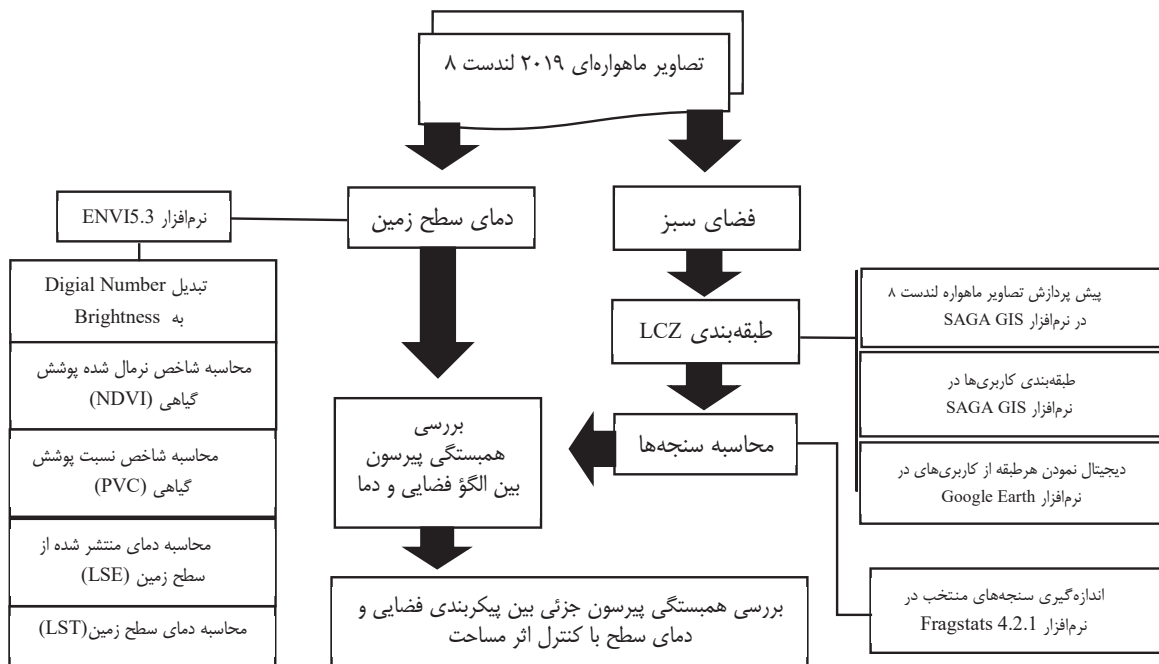 تصاویر ماهواره‌ای ۲۰۱۹ لندست ۸
فضای سبز
دمای سطح زمین
نرم‌افزار ENVI5.3
تبدیل Digial Number
به Brightness
محاسبه شاخص نرمال شده پوشش
گیاهی (NDVI)
محاسبه شاخص نسبت پوشش
گیاهی (PVC)
محاسبه دمای منتشر شده از
سطح زمین (LSE)
محاسبه دمای سطح زمین(LST)
طبقه‌بندی LCZ
پیش پردازش تصاویر ماهواره لندست ۸
در نرم‌افزار SAGA GIS
طبقه‌بندی کاربری‌ها در
نرم‌افزار SAGA GIS
دیجیتال نمودن هرطبقه از کاربری‌های در
نرم‌افزار Google Earth
محاسبه سنجه‌ها
اندازه‌گیری سنجه‌های منتخب در
نرم‌افزار Fragstats 4.2.1
بررسی
همبستگی پیرسون
بین الگؤ فضایی و دما
بررسی همبستگی پیرسون جزئی بین پیکربندی فضایی و
دمای سطح با کنترل اثر مساحت